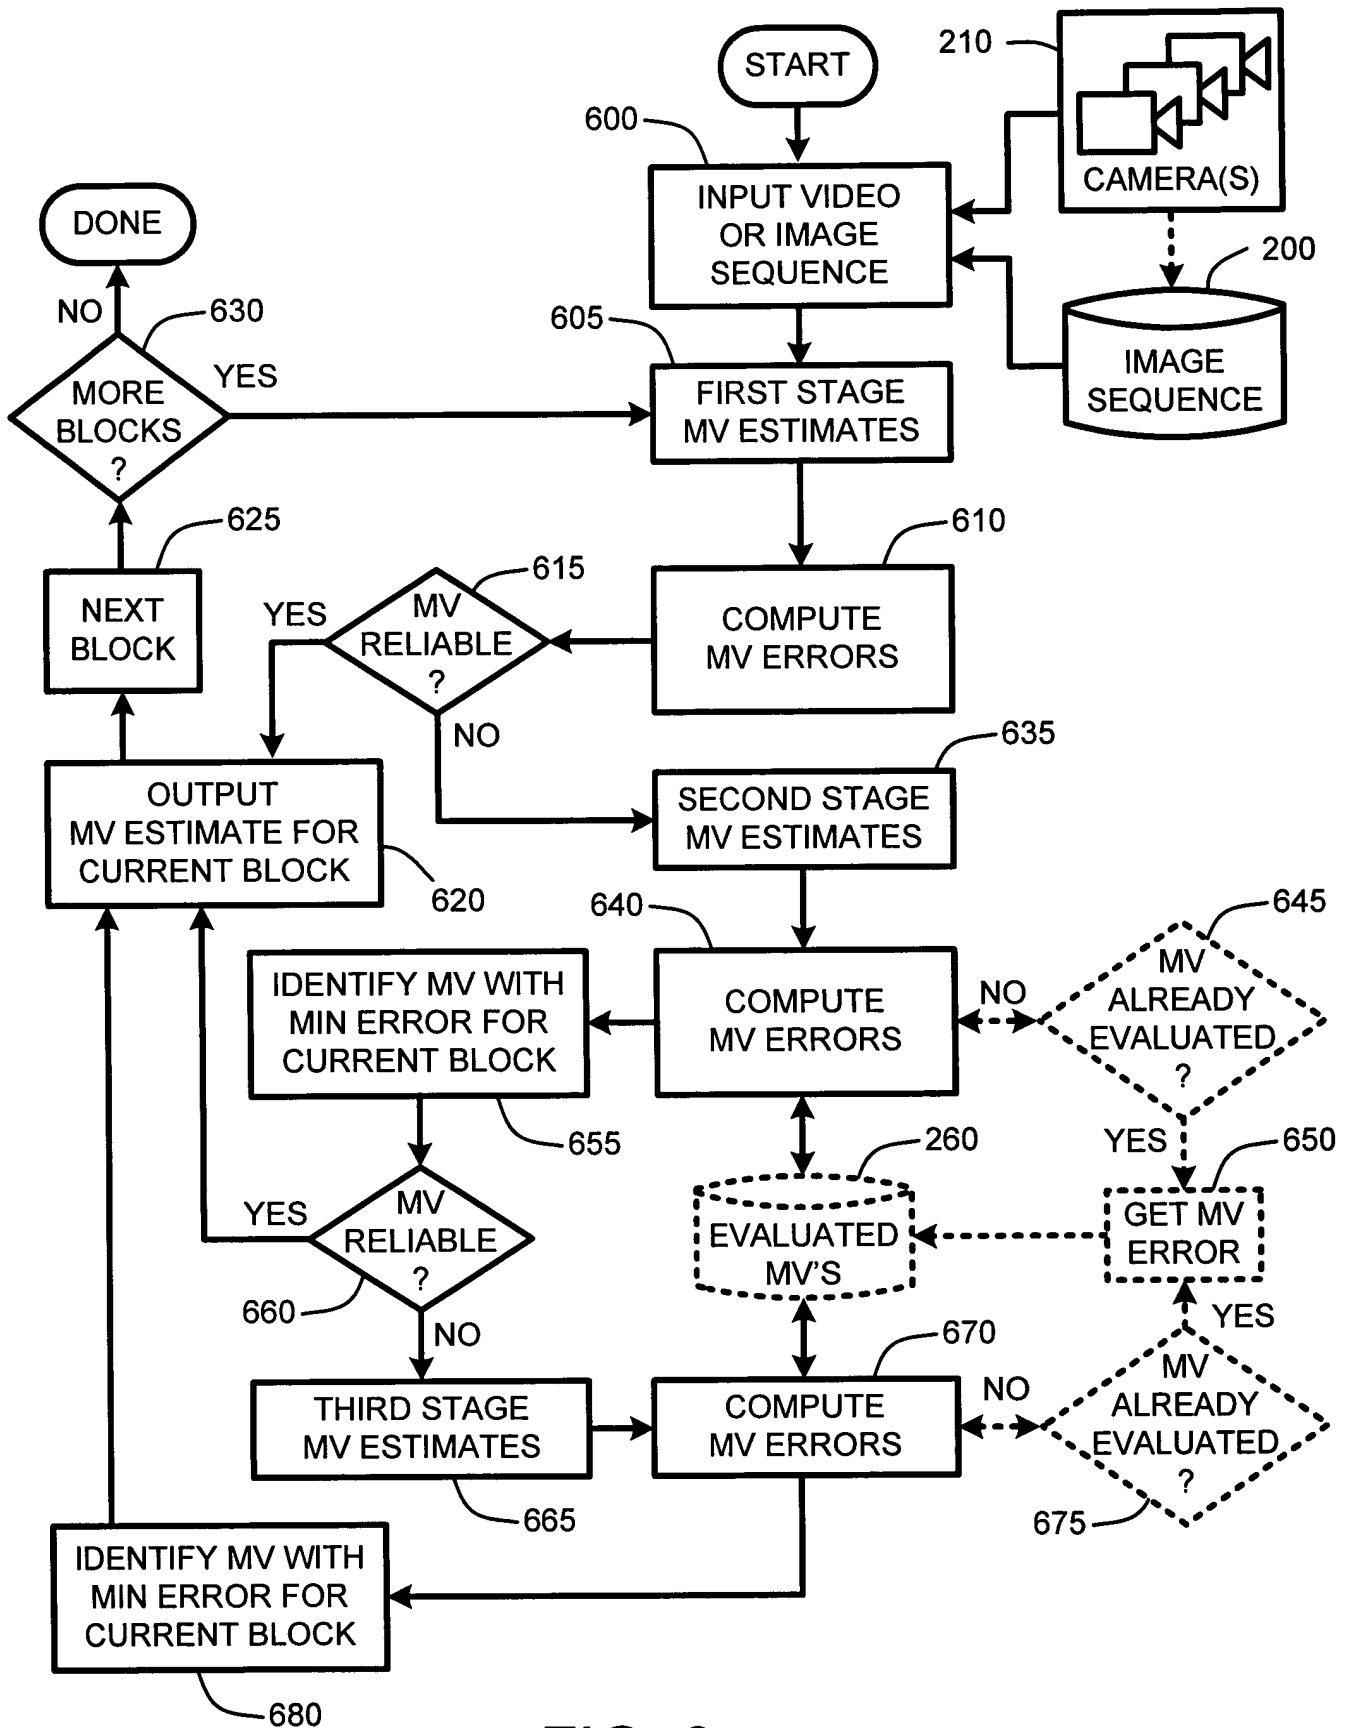 START
210
CAMERA(S)
600
INPUT VIDEO
OR IMAGE
SEQUENCE
200
IMAGE
SEQUENCE
DONE
NO
630
MORE
BLOCKS
?
YES
605
FIRST STAGE
MV ESTIMATES
625
NEXT
BLOCK
610
COMPUTE
MV ERRORS
615
MV
RELIABLE
?
YES
NO
635
SECOND STAGE
MV ESTIMATES
OUTPUT
MV ESTIMATE FOR
CURRENT BLOCK
620
640
COMPUTE
MV ERRORS
NO
645
MV
ALREADY
EVALUATED
?
YES
650
GET MV
ERROR
IDENTIFY MV WITH
MIN ERROR FOR
CURRENT BLOCK
655
260
EVALUATED
MV'S
MV
RELIABLE
?
YES
660
NO
YES
THIRD STAGE
MV ESTIMATES
665
670
COMPUTE
MV ERRORS
NO
MV
ALREADY
EVALUATED
?
675
IDENTIFY MV WITH
MIN ERROR FOR
CURRENT BLOCK
680